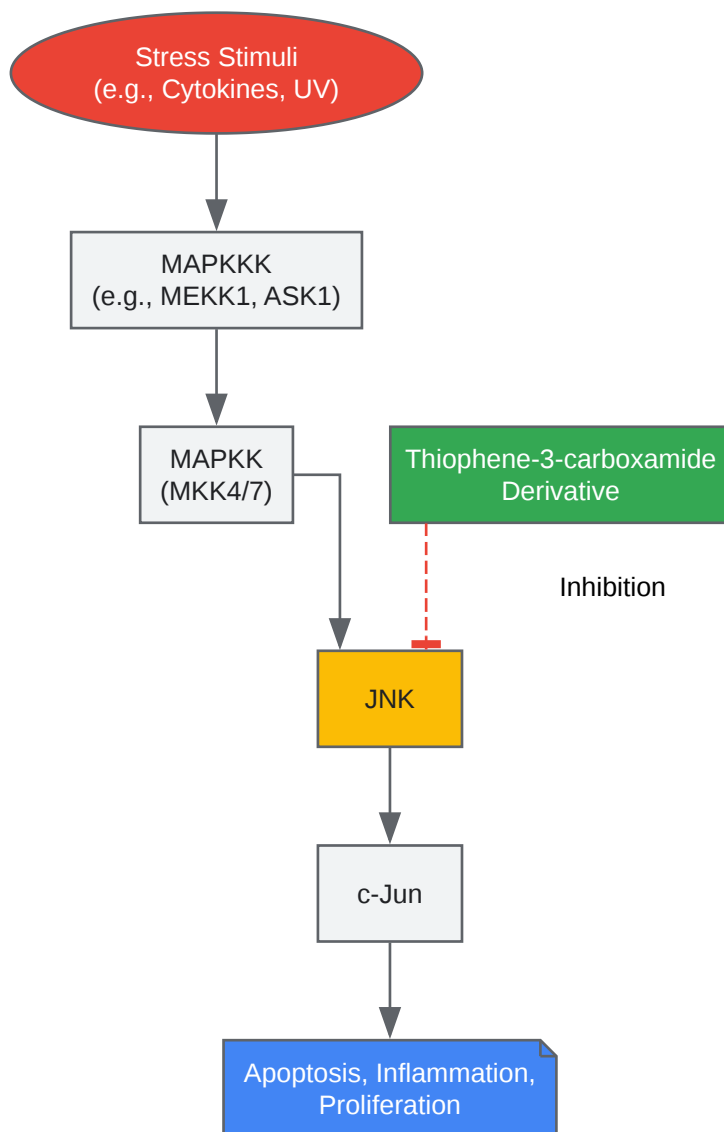 Stress Stimuli
(e.g., Cytokines, UV)
MAPKKK
(e.g., MEKK1, ASK1)
MAPKK
(MKK4/7)
Thiophene-3-carboxamide
Derivative
Inhibition
JNK
c-Jun
Apoptosis, Inflammation,
Proliferation